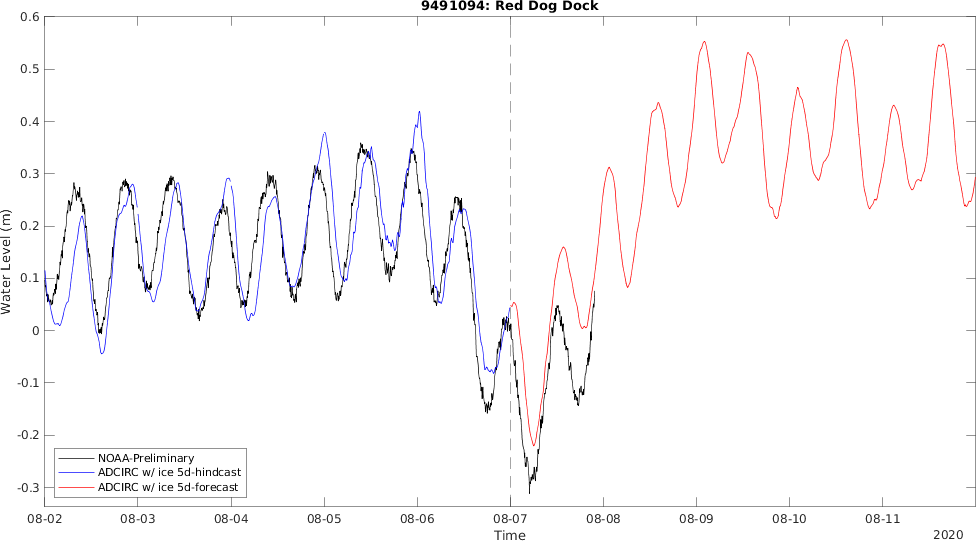 9491094: Red Dog Dock
0.6
0.5
0.4
0.3
0.2
0.1
0
-0.1
-0.2
-0.3
Water Level (m)
NOAA-Preliminary
ADCIRC w/ ice 5d-hindcast
ADCIRC w/ ice 5d-forecast
08-02 08-03 08-04 08-05 08-06 08-07 08-08 08-09 08-10 08-11
Time
2020